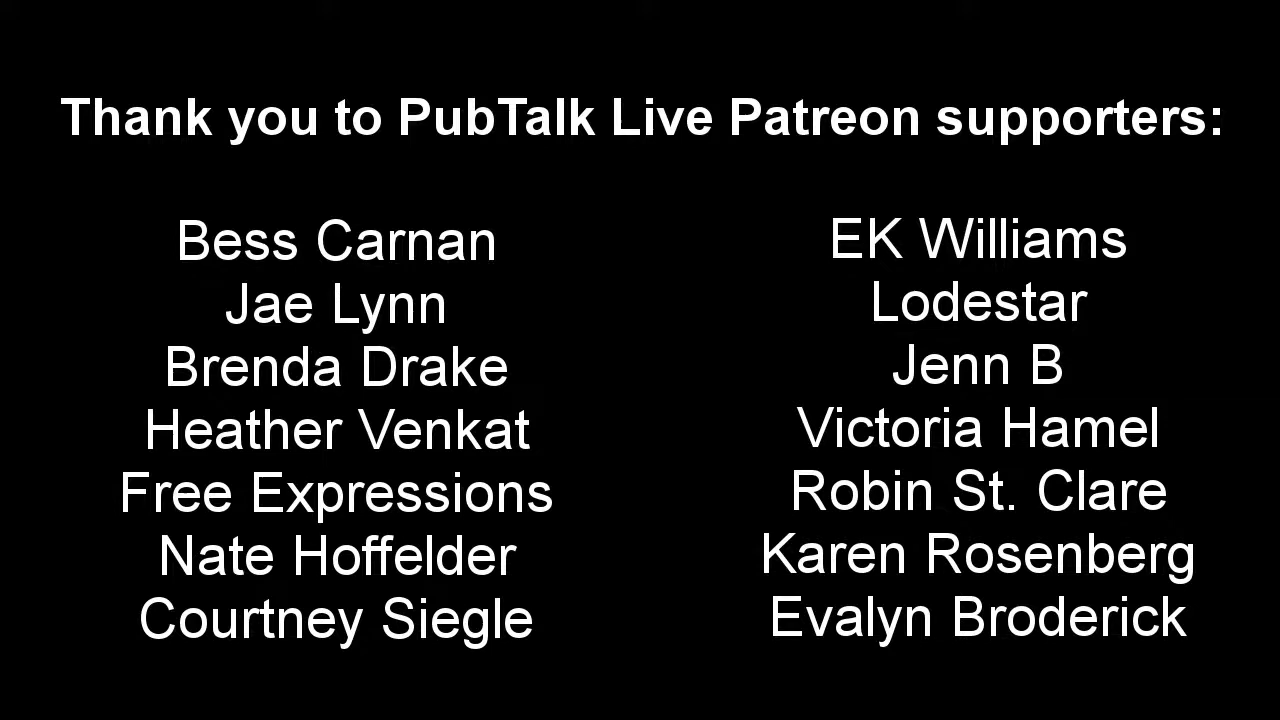 Thank you to PubTalk Live Patreon supporters:
Bess Carnan
Jae Lynn
Brenda Drake
Heather Venkat
Free Expressions
Nate Hoffelder
Courtney Siegle
EK Williams
Lodestar
Jenn B
Victoria Hamel
Robin St. Clare
Karen Rosenberg
Evalyn Broderick